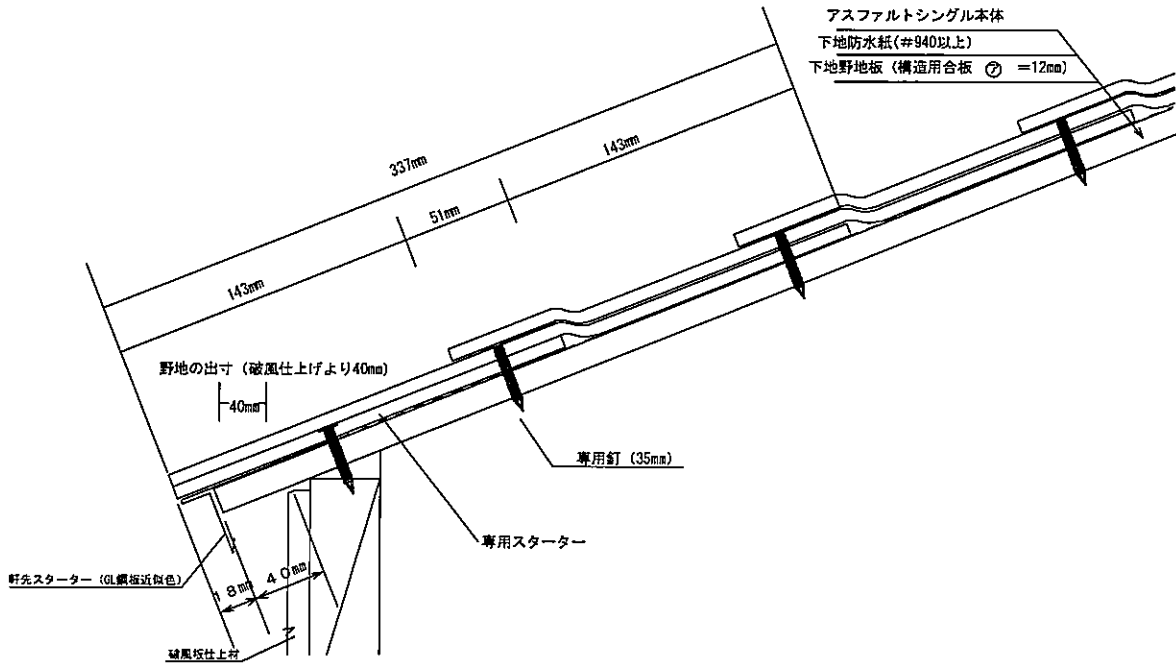 アスファルトシングル本体
下地防水紙(#940以上)
下地野地板 (構造用合板 ㋐ =12mm)
337mm
143mm
51mm
143mm
野地の出寸 (破風仕上げより40mm)
40mm
専用釘 (35mm)
専用スターター
軒先スターター (GL鋼板近似色)
18mm
40mm
破風板仕上材